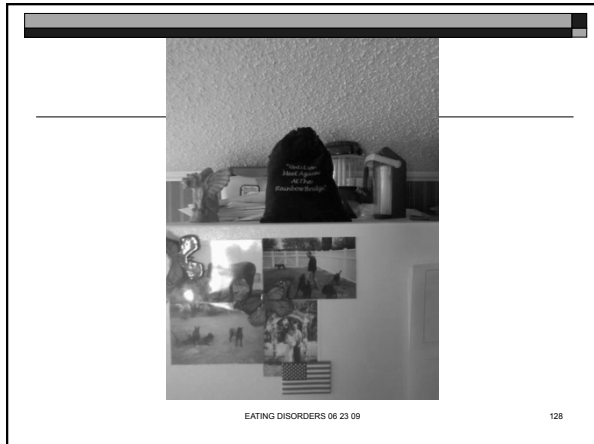 "Until we
Meet Again
At The
Rainbow Bridge"
EATING DISORDERS 06 23 09
128